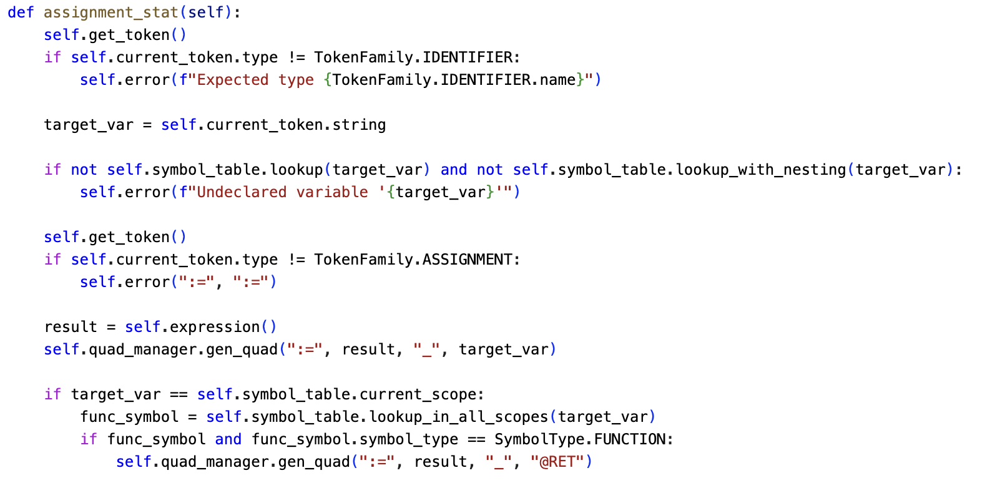 def assignment_stat(self):
    self.get_token()
    if self.current_token.type != TokenFamily.IDENTIFIER:
        self.error(f"Expected type {TokenFamily.IDENTIFIER.name}")

    target_var = self.current_token.string

    if not self.symbol_table.lookup(target_var) and not self.symbol_table.lookup_with_nesting(target_var):
        self.error(f"Undeclared variable '{target_var}'")

    self.get_token()
    if self.current_token.type != TokenFamily.ASSIGNMENT:
        self.error(":=", ":=")

    result = self.expression()
    self.quad_manager.gen_quad(":=", result, "_", target_var)

    if target_var == self.symbol_table.current_scope:
        func_symbol = self.symbol_table.lookup_in_all_scopes(target_var)
        if func_symbol and func_symbol.symbol_type == SymbolType.FUNCTION:
            self.quad_manager.gen_quad(":=", result, "_", "@RET")